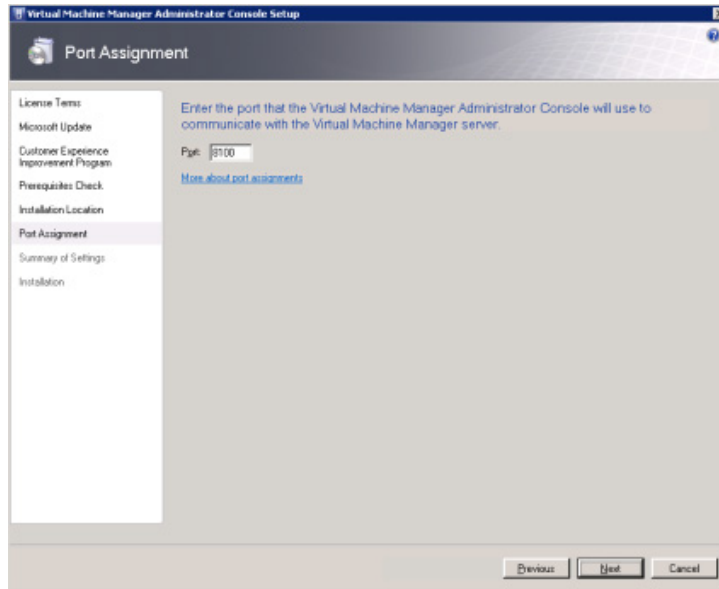 Virtual Machine Manager Administrator Console Setup
Port Assignment
License Terms
Microsoft Update
Customer Experience
Improvement Program
Prerequisites Check
Installation Location
Port Assignment
Summary of Settings
Installation
Enter the port that the Virtual Machine Manager Administrator Console will use to
communicate with the Virtual Machine Manager server.
Port: 8100
More about port assignments
Previous Next Cancel